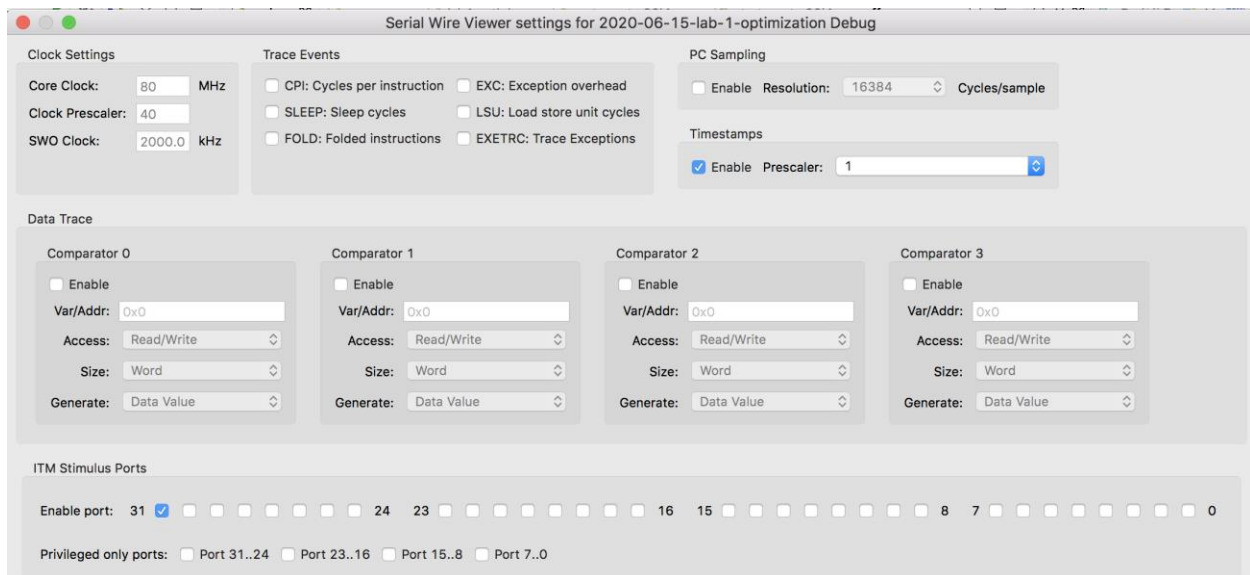 Serial Wire Viewer settings for 2020-06-15-lab-1-optimization Debug
Clock Settings
Core Clock: 80 MHz
Clock Prescaler: 40
SWO Clock: 2000.0 kHz
Trace Events
CPI: Cycles per instruction EXC: Exception overhead
SLEEP: Sleep cycles LSU: Load store unit cycles
FOLD: Folded instructions EXETRC: Trace Exceptions
PC Sampling
Enable Resolution: 16384 Cycles/sample
Timestamps
Enable Prescaler: 1
Data Trace
Comparator 0
Enable
Var/Addr: 0x0
Access: Read/Write
Size: Word
Generate: Data Value
Comparator 1
Enable
Var/Addr: 0x0
Access: Read/Write
Size: Word
Generate: Data Value
Comparator 2
Enable
Var/Addr: 0x0
Access: Read/Write
Size: Word
Generate: Data Value
Comparator 3
Enable
Var/Addr: 0x0
Access: Read/Write
Size: Word
Generate: Data Value
ITM Stimulus Ports
Enable port: 31 24 23 16 15 8 7 0
Privileged only ports: Port 31..24 Port 23..16 Port 15..8 Port 7..0